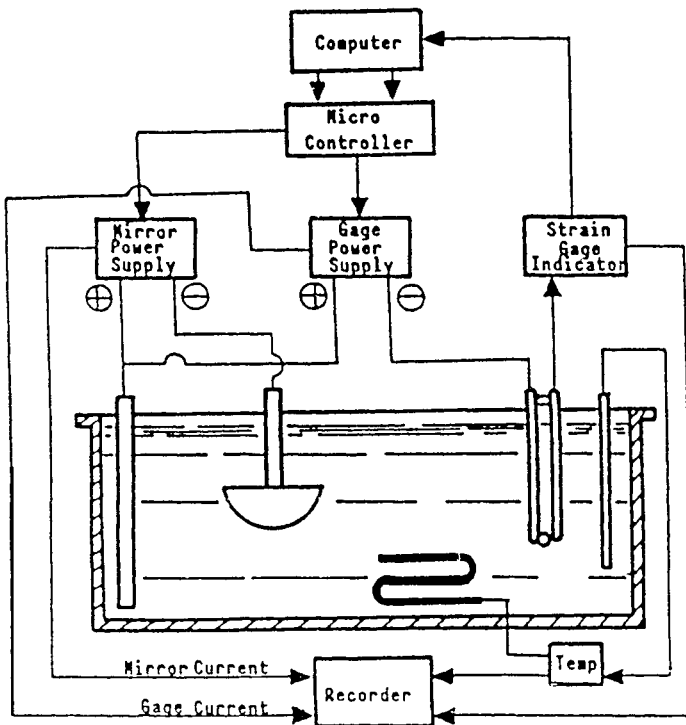 Computer
Micro
Controller
Mirror
Power
Supply
Gage
Power
Supply
Strain
Gage
Indicator
+
−
+
−
Mirror Current
Temp
Recorder
Gage Current